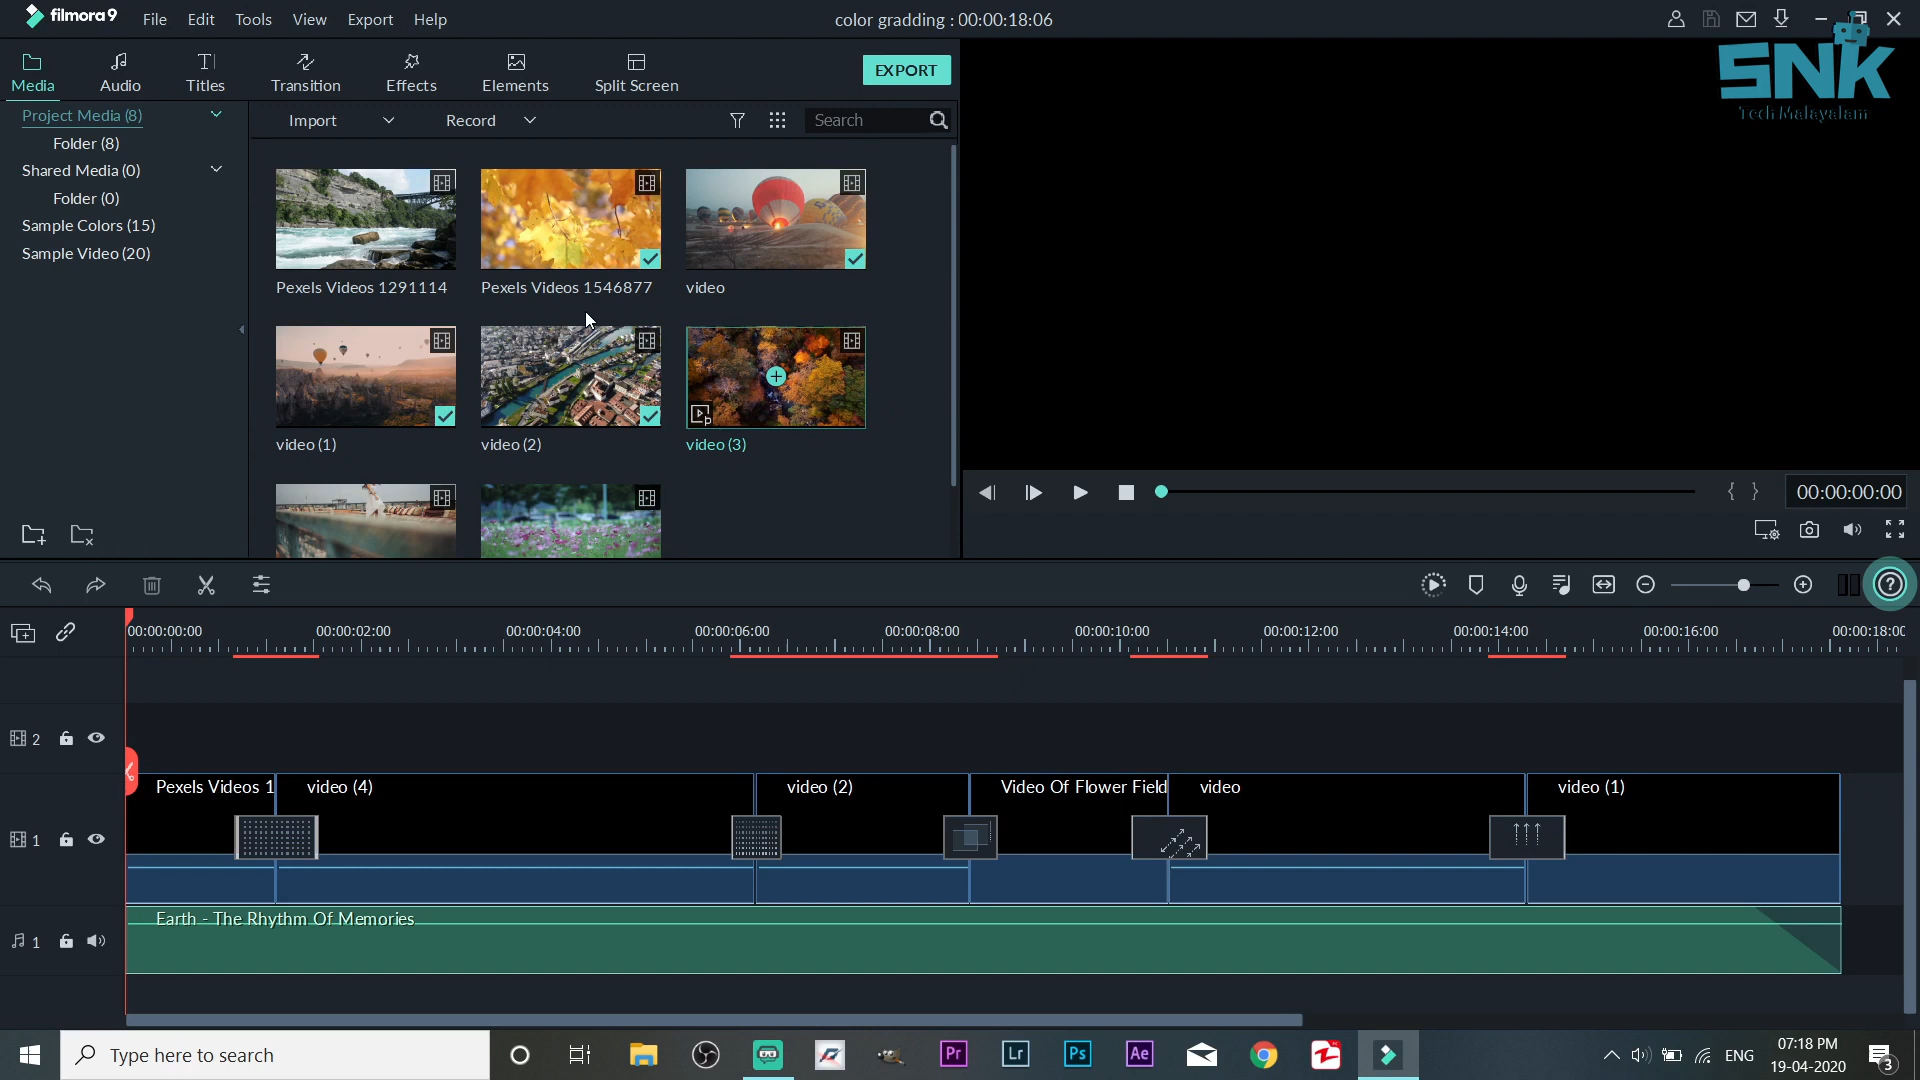 filmora9 File Edit Tools View Export Help color gradding : 00:00:18:06
Media Audio Titles Transition Effects Elements Split Screen EXPORT
SNK
Tech Malayalam
Project Media (8) Import Record Search
Folder (8)
Shared Media (0)
Folder (0)
Sample Colors (15)
Sample Video (20)
Pexels Videos 1291114 Pexels Videos 1546877 video
video (1) video (2) video (3)
{ } 00:00:00:00
00:00:00:00 00:00:02:00 00:00:04:00 00:00:06:00 00:00:08:00 00:00:10:00 00:00:12:00 00:00:14:00 00:00:16:00 00:00:18:00
2
Pexels Videos 1 video (4) video (2) Video Of Flower Field video video (1)
1
Earth - The Rhythm Of Memories
1
Type here to search Pr Lr Ps Ae ENG 07:18 PM
19-04-2020 3